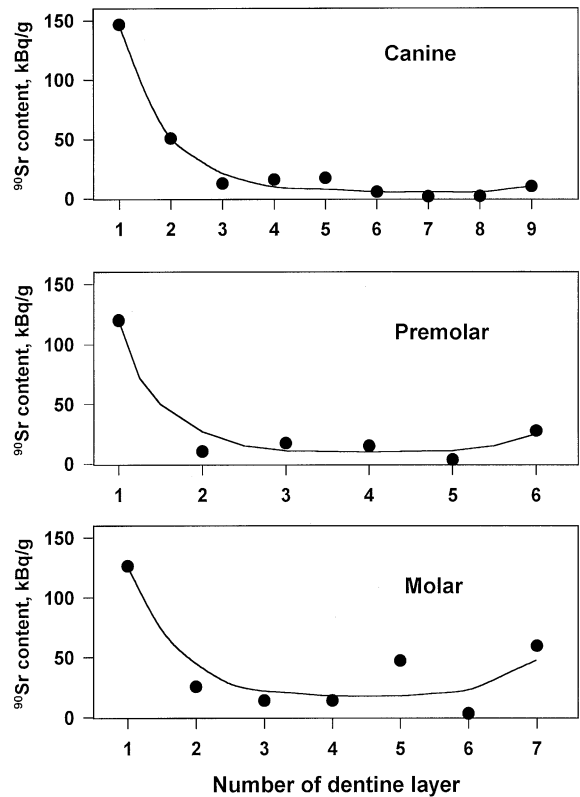 150
100
50
0
⁹⁰Sr content, kBq/g
Canine
1 2 3 4 5 6 7 8 9
150
100
50
0
⁹⁰Sr content, kBq/g
Premolar
1 2 3 4 5 6
150
100
50
0
⁹⁰Sr content, kBq/g
Molar
1 2 3 4 5 6 7
Number of dentine layer